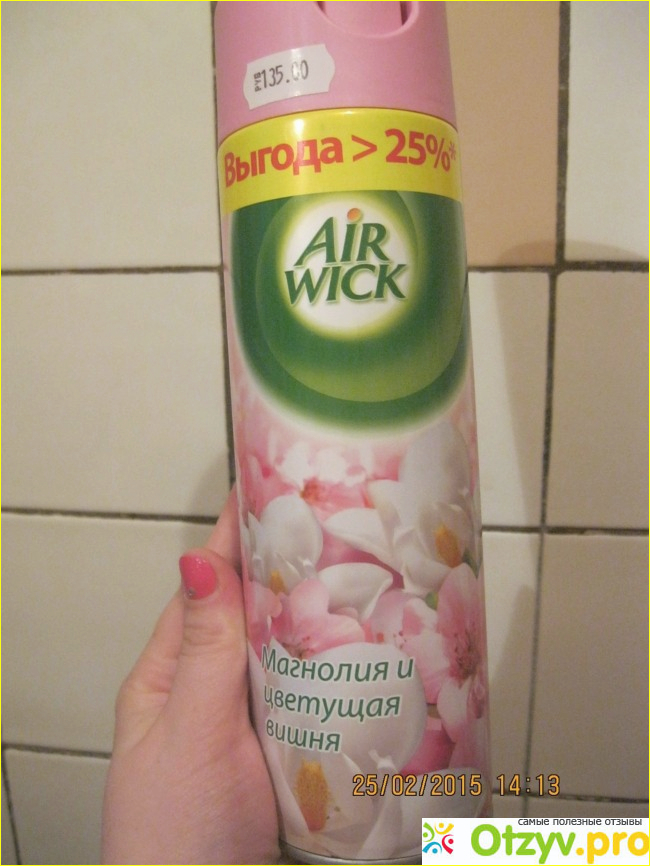 РУБ 135.00
Выгода > 25%*
AIR
WICK
Магнолия и
цветущая
вишня
25/02/2015 14:13
самые полезные отзывы
Otzyv.pro